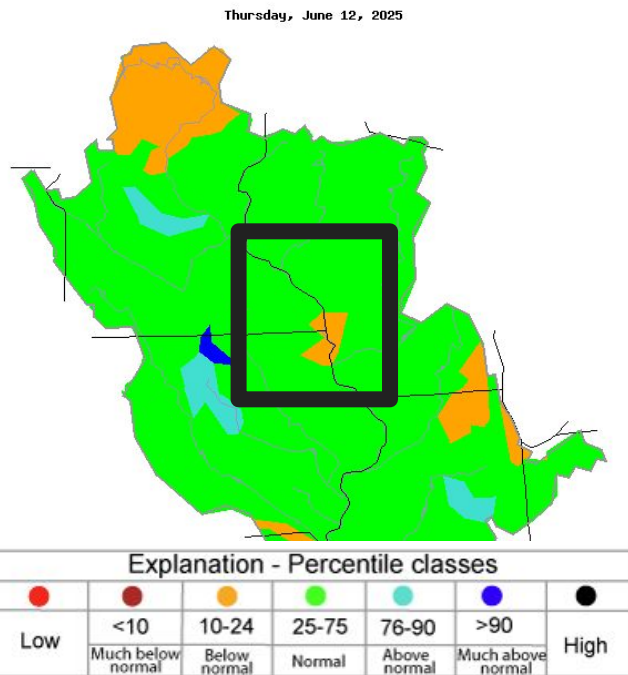 Thursday, June 12, 2025
Explanation - Percentile classes
Low
<10
10-24
25-75
76-90
>90
High
Much below
normal
Below
normal
Normal
Above
normal
Much above
normal